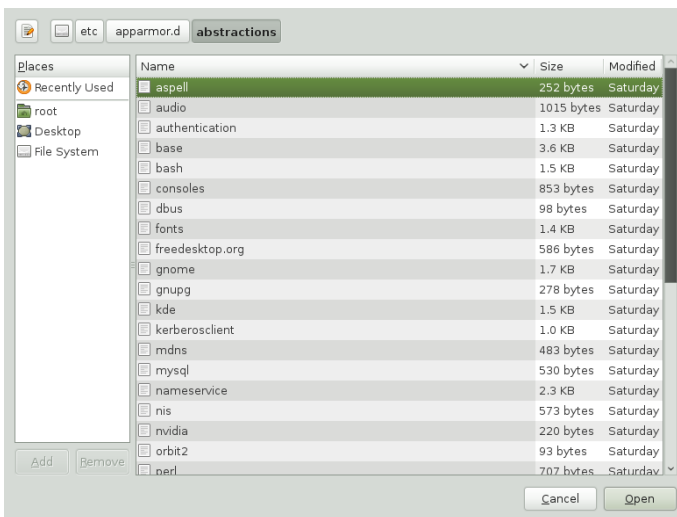 etc apparmor.d abstractions
Places
Recently Used
root
Desktop
File System
Add Remove
Name Size Modified
aspell 252 bytes Saturday
audio 1015 bytes Saturday
authentication 1.3 KB Saturday
base 3.6 KB Saturday
bash 1.5 KB Saturday
consoles 853 bytes Saturday
dbus 98 bytes Saturday
fonts 1.4 KB Saturday
freedesktop.org 586 bytes Saturday
gnome 1.7 KB Saturday
gnupg 278 bytes Saturday
kde 1.5 KB Saturday
kerberosclient 1.0 KB Saturday
mdns 483 bytes Saturday
mysql 530 bytes Saturday
nameservice 2.3 KB Saturday
nis 573 bytes Saturday
nvidia 220 bytes Saturday
orbit2 93 bytes Saturday
perl 707 bytes Saturday
Cancel Open